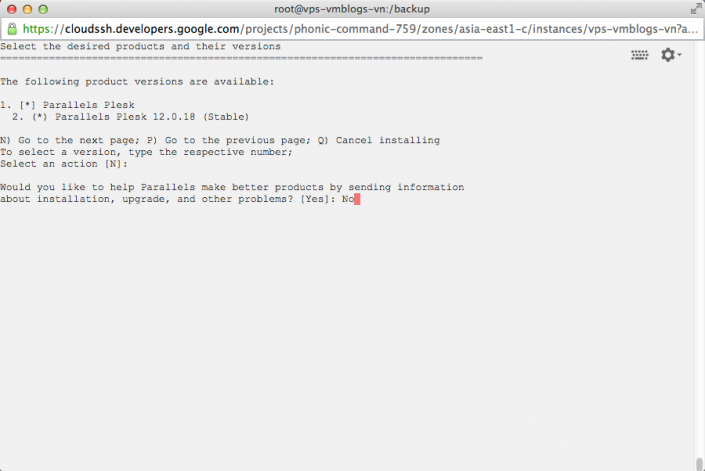 root@vps-vmblogs-vn:/backup
https://cloudssh.developers.google.com/projects/phonic-command-759/zones/asia-east1-c/instances/vps-vmblogs-vn?a...
Select the desired products and their versions
================================================================================
The following product versions are available:
1. [*] Parallels Plesk
2. (*) Parallels Plesk 12.0.18 (Stable)
N) Go to the next page; P) Go to the previous page; Q) Cancel installing
To select a version, type the respective number;
Select an action [N]:
Would you like to help Parallels make better products by sending information
about installation, upgrade, and other problems? [Yes]: No